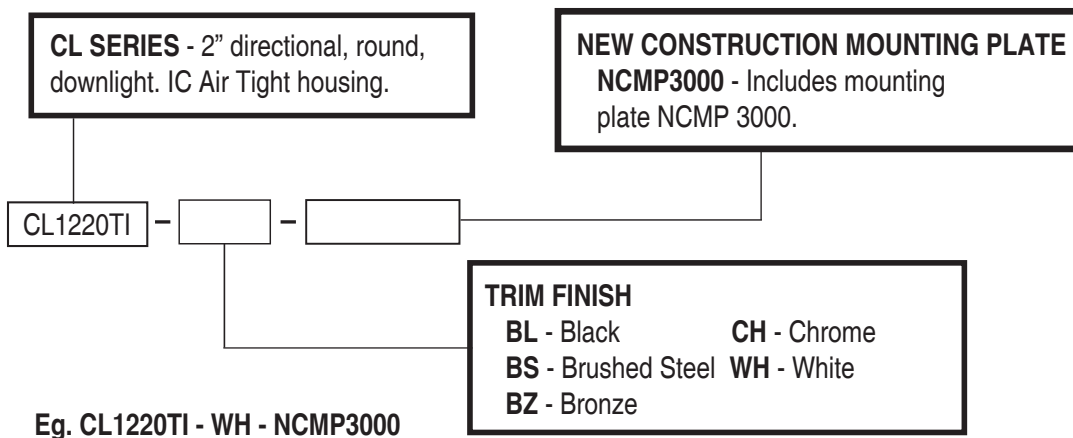 CL SERIES - 2” directional, round,
downlight. IC Air Tight housing.
NEW CONSTRUCTION MOUNTING PLATE
NCMP3000 - Includes mounting
plate NCMP 3000.
CL1220TI – –
TRIM FINISH
BL - Black CH - Chrome
BS - Brushed Steel WH - White
BZ - Bronze
Eg. CL1220TI - WH - NCMP3000